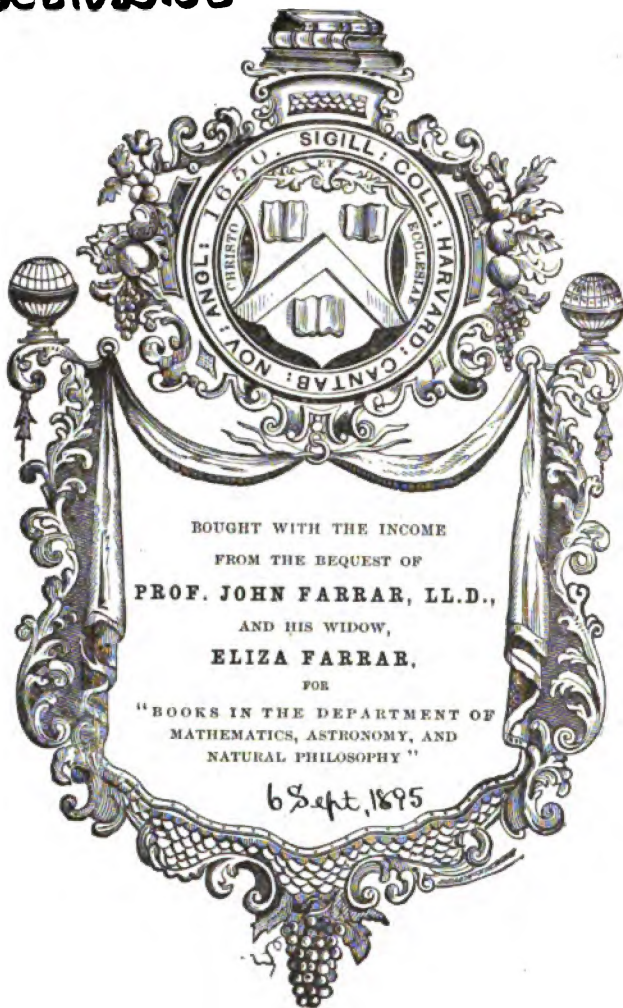 SIGILL: COLL: HARVARD: CANTAB: NOV: ANGL: 1650.
CHRISTO
ET
ECCLESIAE
BOUGHT WITH THE INCOME
FROM THE BEQUEST OF
PROF. JOHN FARRAR, LL.D.,
AND HIS WIDOW,
ELIZA FARRAR,
FOR
"BOOKS IN THE DEPARTMENT OF
MATHEMATICS, ASTRONOMY, AND
NATURAL PHILOSOPHY"
6 Sept, 1895